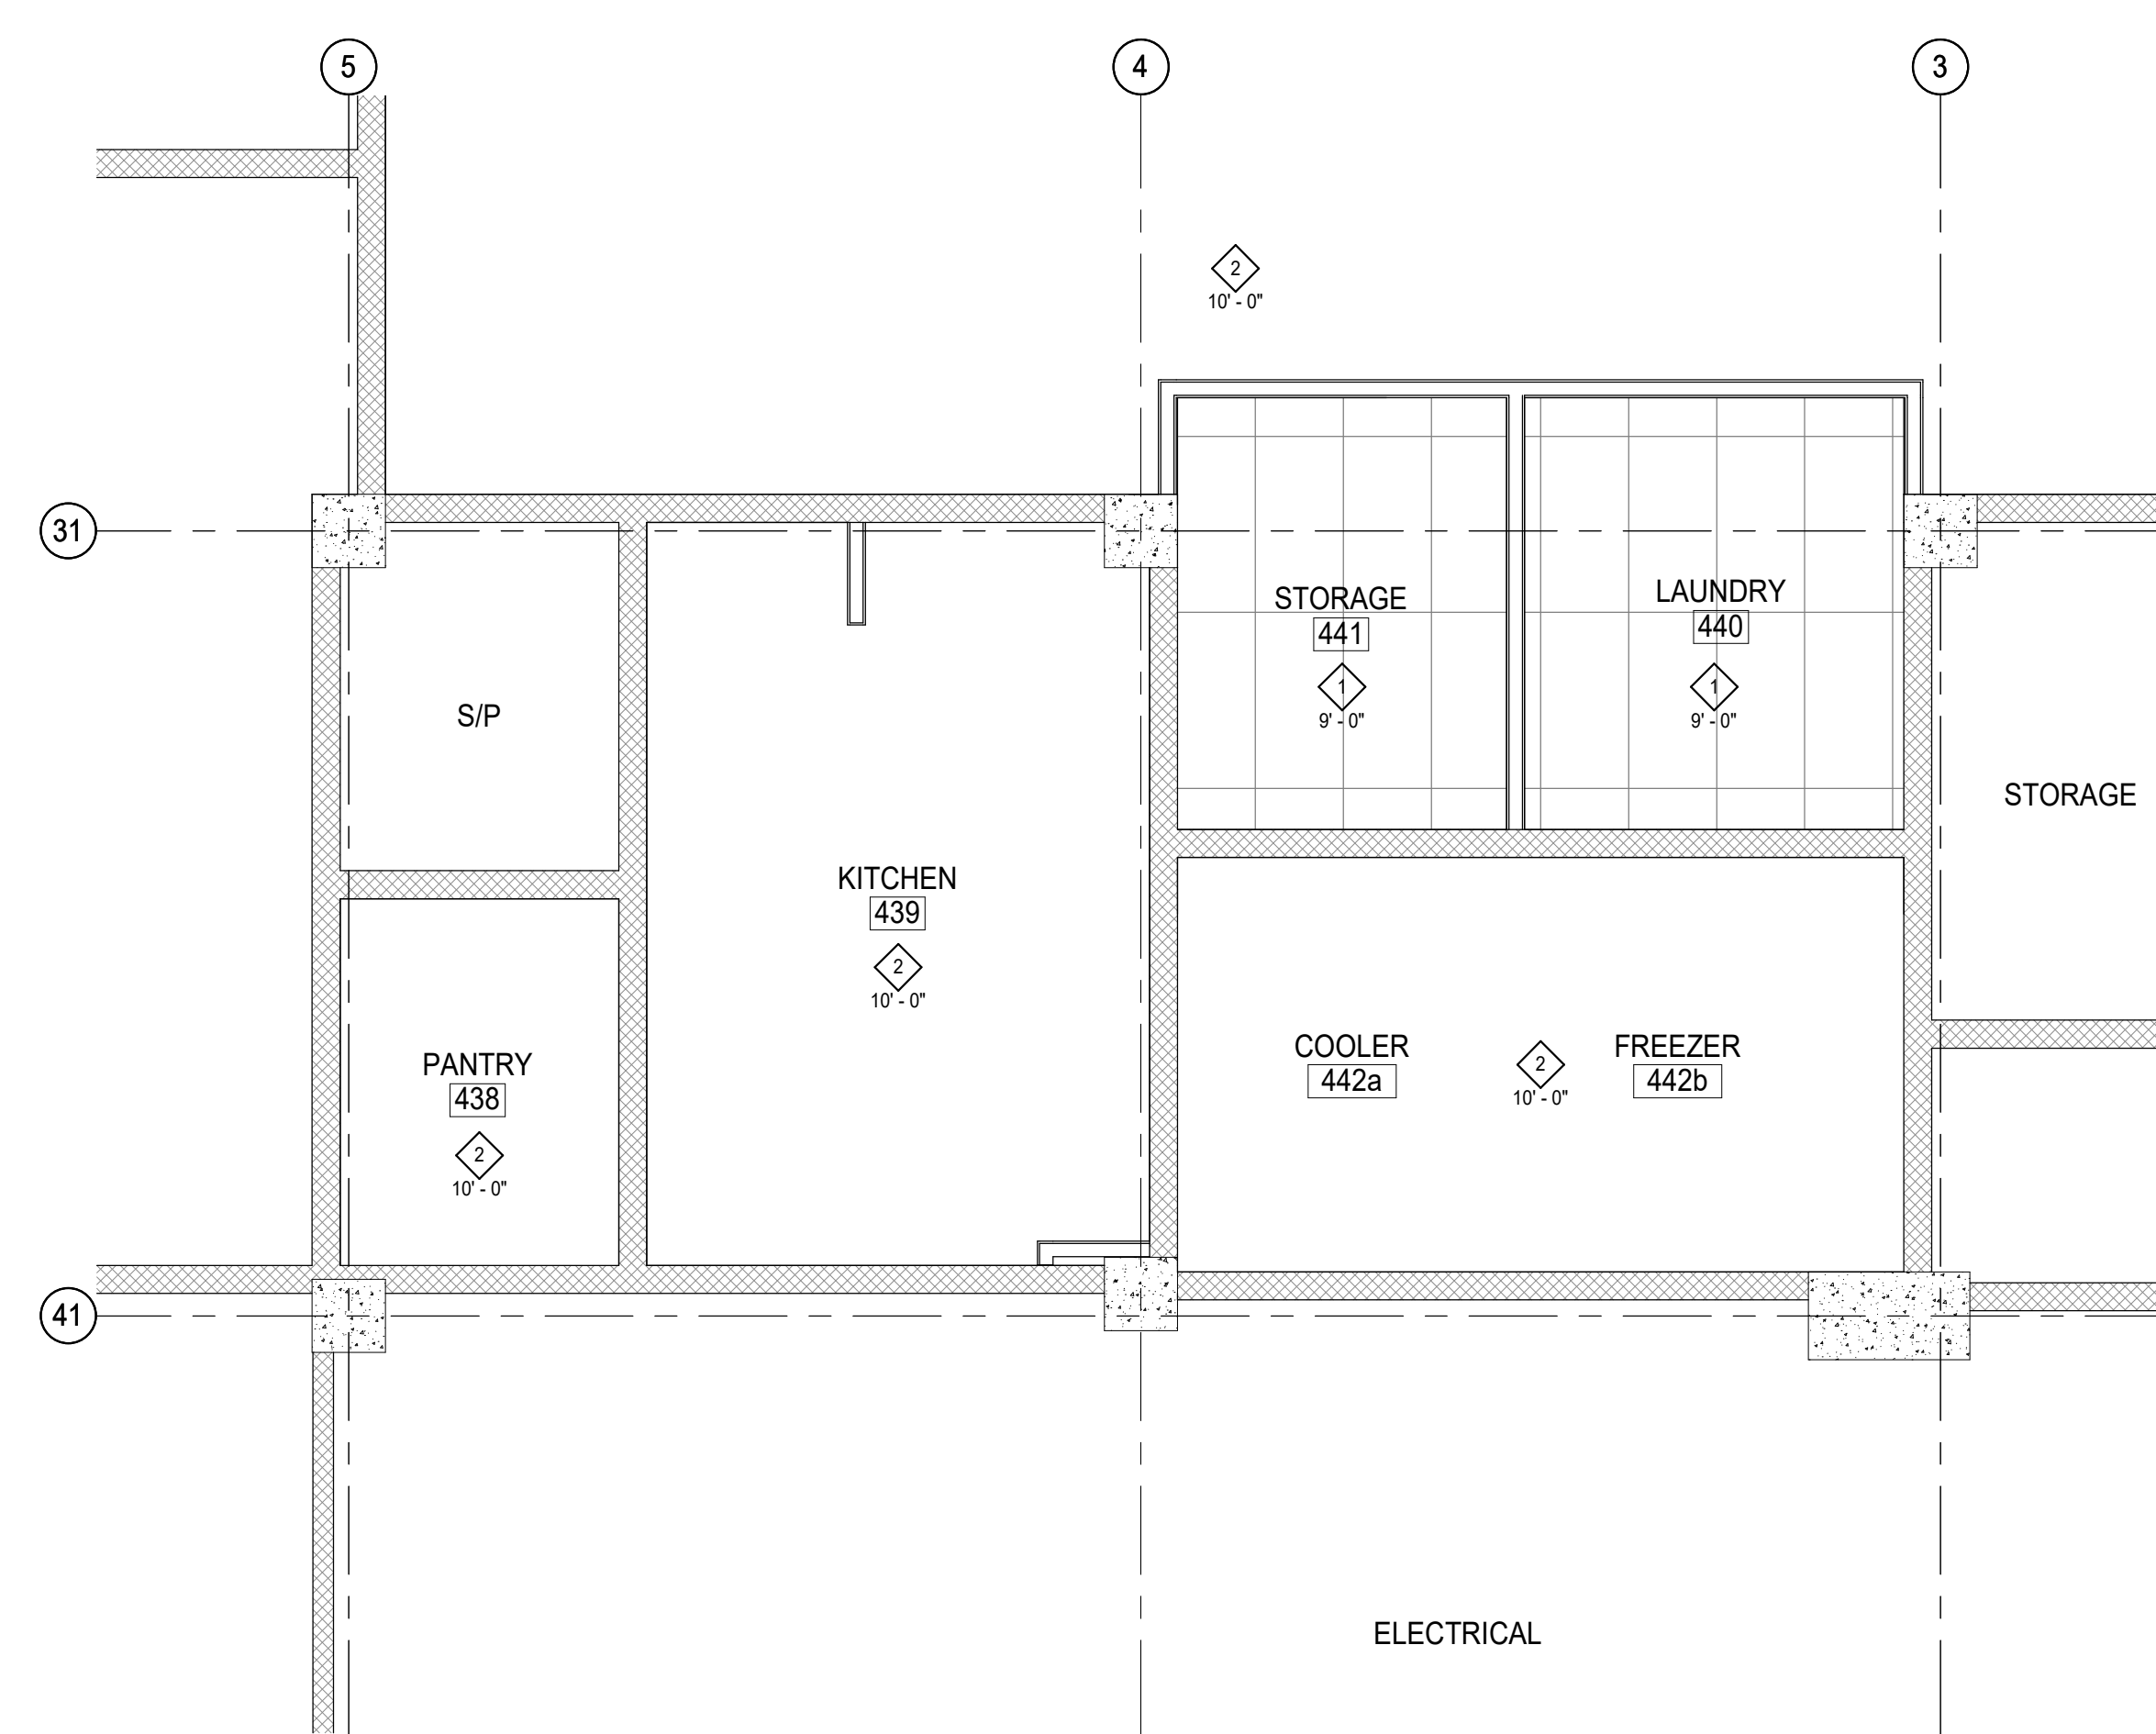 5
4
3
2
10' - 0"
31
STORAGE
441
1
9' - 0"
LAUNDRY
440
1
9' - 0"
S/P
STORAGE
KITCHEN
439
2
10' - 0"
PANTRY
438
2
10' - 0"
COOLER
442a
2
10' - 0"
FREEZER
442b
41
ELECTRICAL